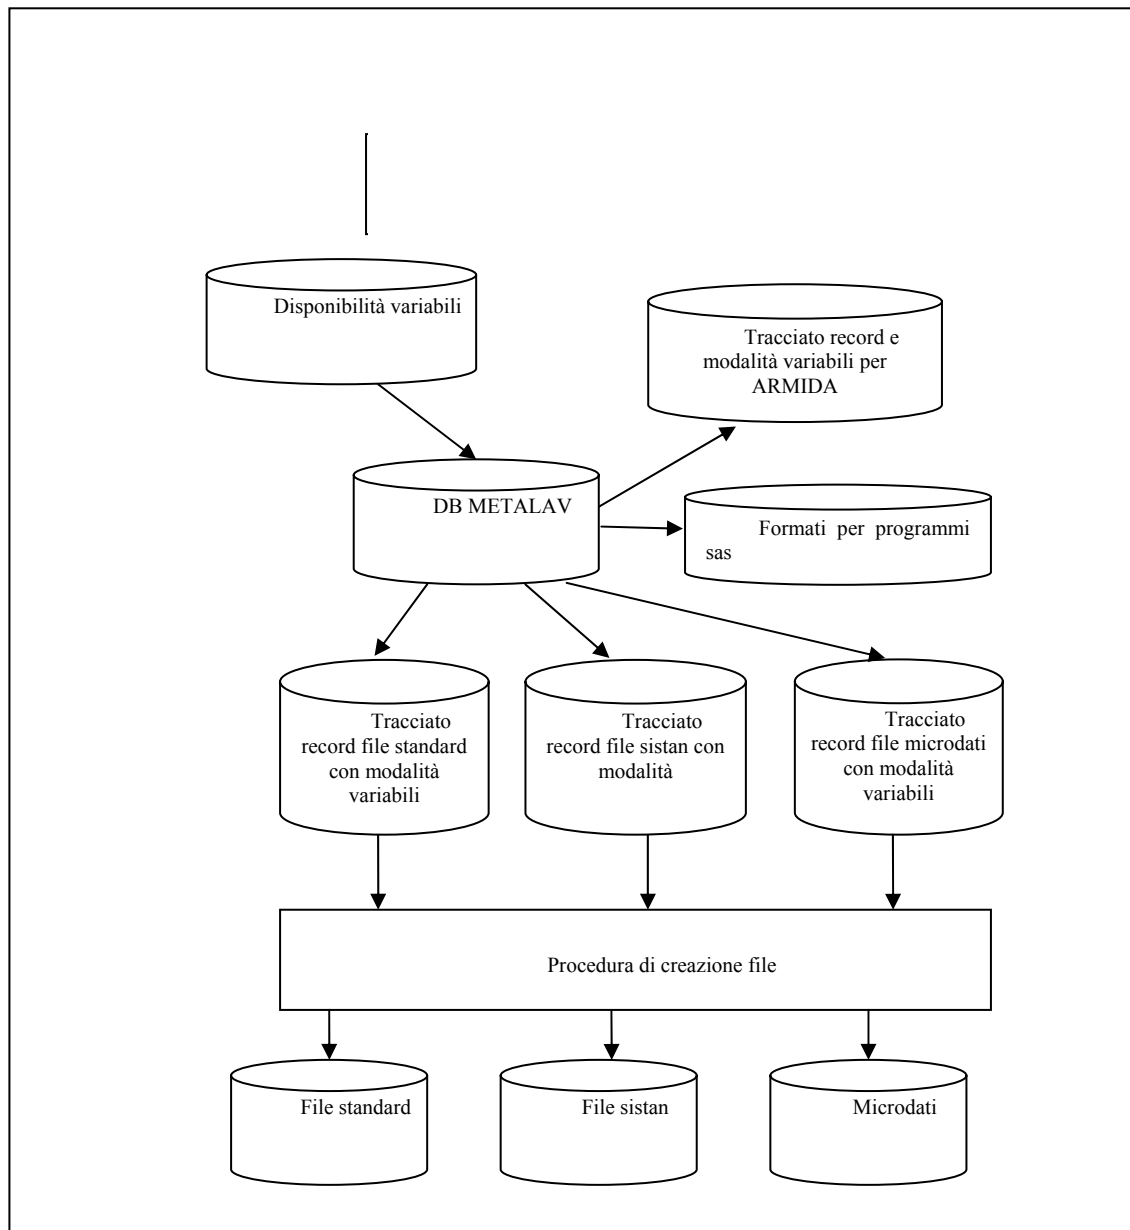 Disponibilità variabili
Tracciato record e
modalità variabili per
ARMIDA
DB METALAV
Formati per programmi
sas
Tracciato
record file standard
con modalità
variabili
Tracciato
record file sistan con
modalità
Tracciato
record file microdati
con modalità
variabili
Procedura di creazione file
File standard
File sistan
Microdati